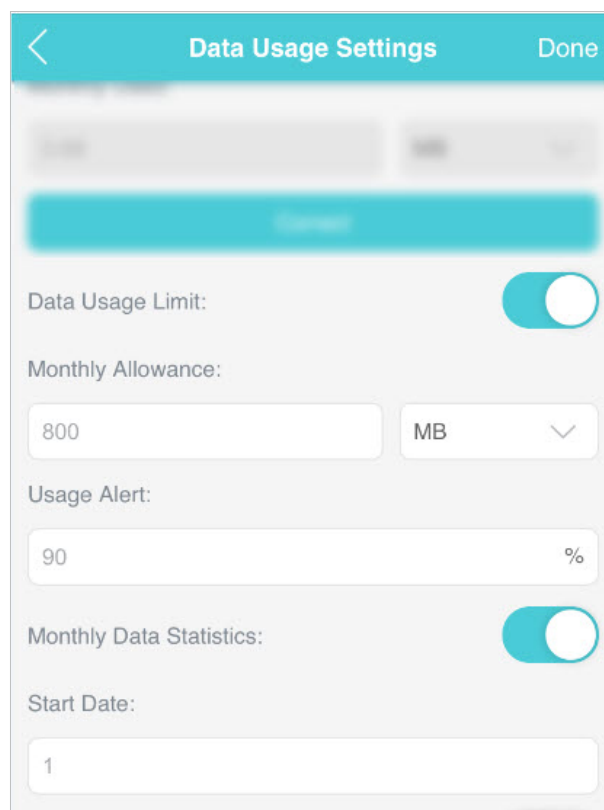 Data Usage Settings Done
Data Usage Limit:
Monthly Allowance:
800 MB
Usage Alert:
90 %
Monthly Data Statistics:
Start Date:
1